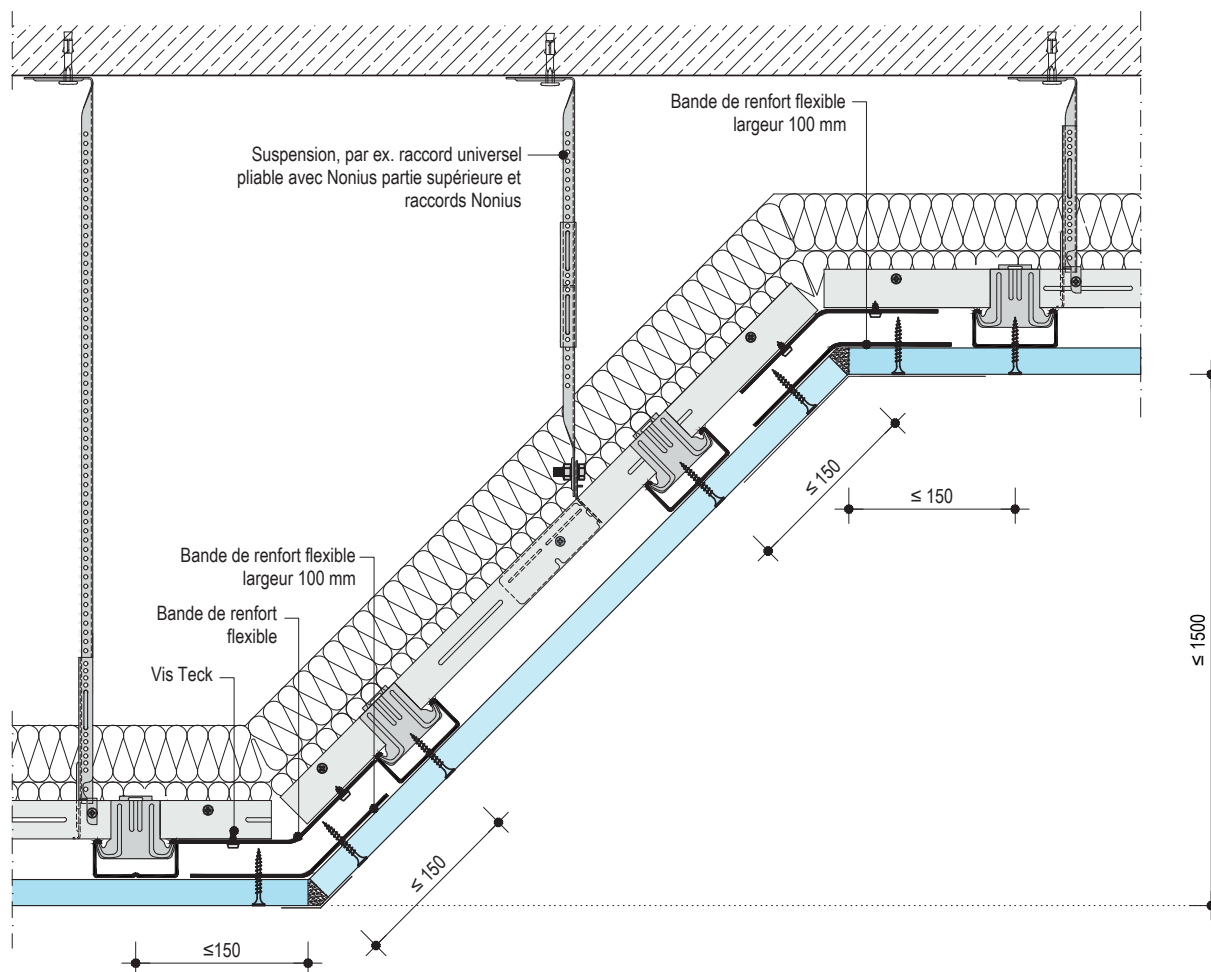 Bande de renfort flexible
largeur 100 mm
Suspension, par ex. raccord universel
pliable avec Nonius partie supérieure et
raccords Nonius
≤ 150
≤ 150
Bande de renfort flexible
largeur 100 mm
Bande de renfort
flexible
Vis Teck
≤ 1500
≤ 150
≤150